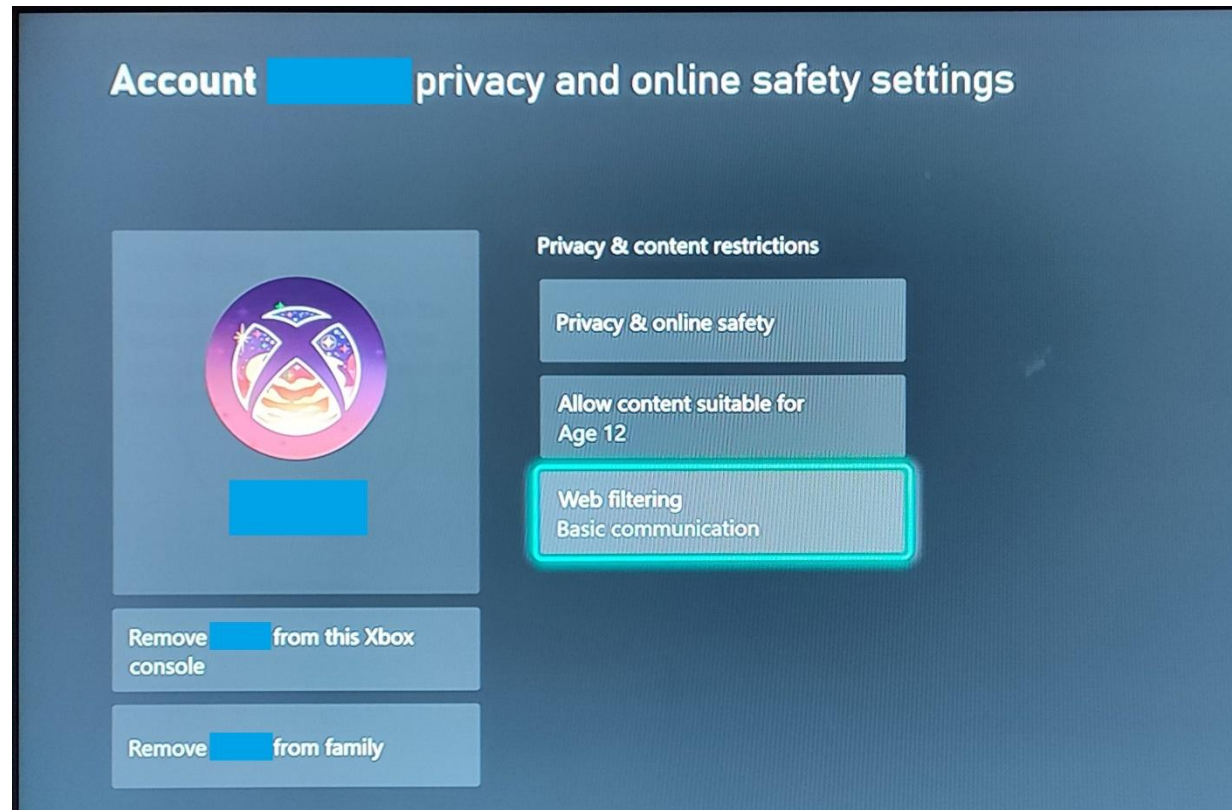 Account privacy and online safety settings
Privacy & content restrictions
Privacy & online safety
Allow content suitable for
Age 12
Web filtering
Basic communication
Remove from this Xbox
console
Remove from family